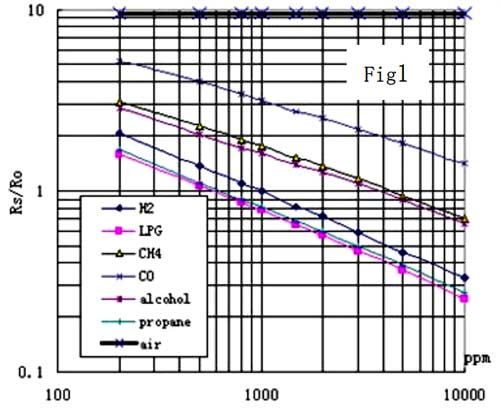 10
Fig1
Rs/Ro
1
H2
LPG
CH4
CO
alcohol
propane
air
ppm
0.1
100
1000
10000